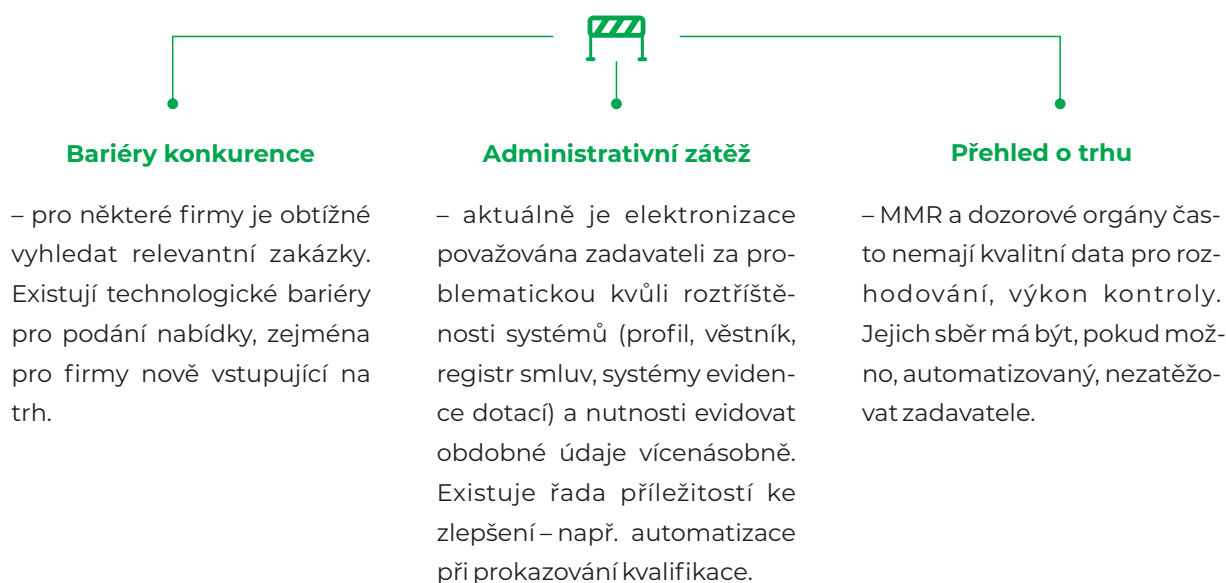 Bariéry konkurence
– pro některé firmy je obtížné
vyhledat relevantní zakázky.
Existují technologické bariéry
pro podání nabídky, zejména
pro firmy nově vstupující na
trh.
Administrativní zátěž
– aktuálně je elektronizace
považována zadavateli za pro-
blematickou kvůli roztříště-
nosti systémů (profil, věstník,
registr smluv, systémy eviden-
ce dotací) a nutnosti evidovat
obdobné údaje vícenásobně.
Existuje řada příležitostí ke
zlepšení – např. automatizace
při prokazování kvalifikace.
Přehled o trhu
– MMR a dozorové orgány čas-
to nemají kvalitní data pro roz-
hodování, výkon kontroly.
Jejich sběr má být, pokud mož-
no, automatizovaný, nezatěžo-
vat zadavatele.